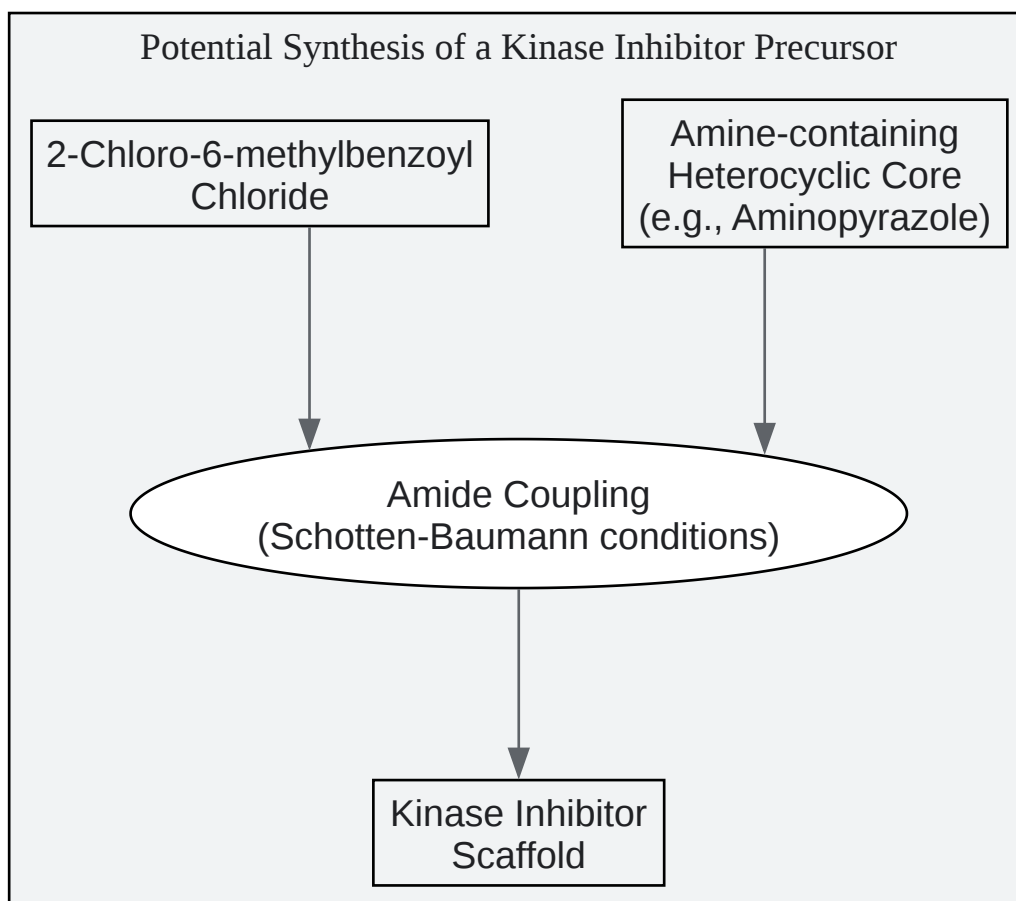 Potential Synthesis of a Kinase Inhibitor Precursor
2-Chloro-6-methylbenzoyl
Chloride
Amine-containing
Heterocyclic Core
(e.g., Aminopyrazole)
Amide Coupling
(Schotten-Baumann conditions)
Kinase Inhibitor
Scaffold